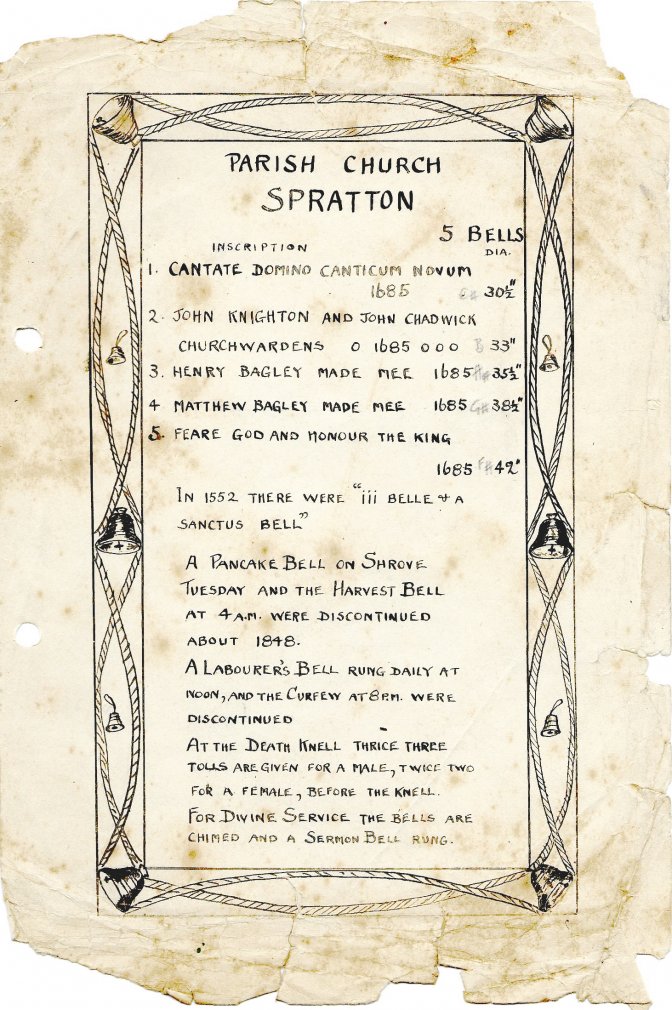 PARISH CHURCH
SPRATTON
5 BELLS
INSCRIPTION DIA.
1. CANTATE DOMINO CANTICUM NOVUM
1685 C# 30½"
2. JOHN KNIGHTON AND JOHN CHADWICK
CHURCHWARDENS O 1685 O O O B 33"
3. HENRY BAGLEY MADE MEE 1685 A# 35½"
4 MATTHEW BAGLEY MADE MEE 1685 G# 38½"
5. FEARE GOD AND HONOUR THE KING
1685 F# 42"
IN 1552 THERE WERE "iii BELLE & A
SANCTUS BELL"
A PANCAKE BELL ON SHROVE
TUESDAY AND THE HARVEST BELL
AT 4 A.M. WERE DISCONTINUED
ABOUT 1848.
A LABOURER'S BELL RUNG DAILY AT
NOON, AND THE CURFEW AT 8 P.M. WERE
DISCONTINUED
AT THE DEATH KNELL THRICE THREE
TOLLS ARE GIVEN FOR A MALE, TWICE TWO
FOR A FEMALE, BEFORE THE KNELL.
FOR DIVINE SERVICE THE BELLS ARE
CHIMED AND A SERMON BELL RUNG.